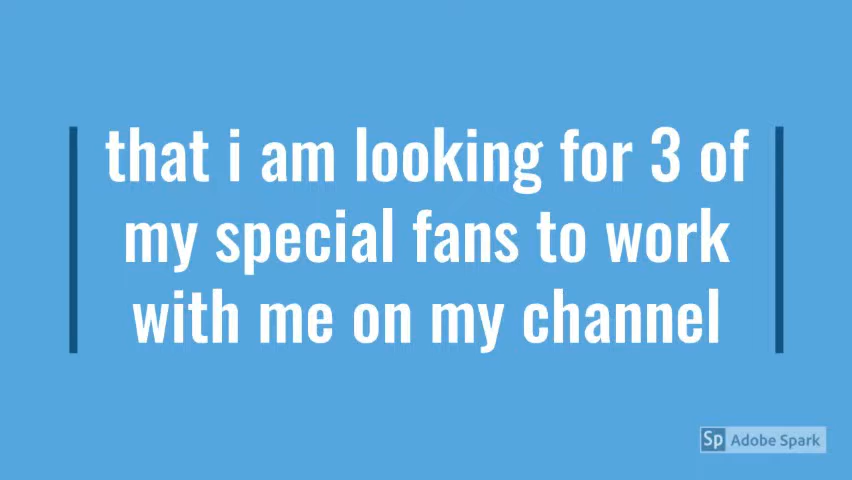 that i am looking for 3 of
my special fans to work
with me on my channel
Sp Adobe Spark